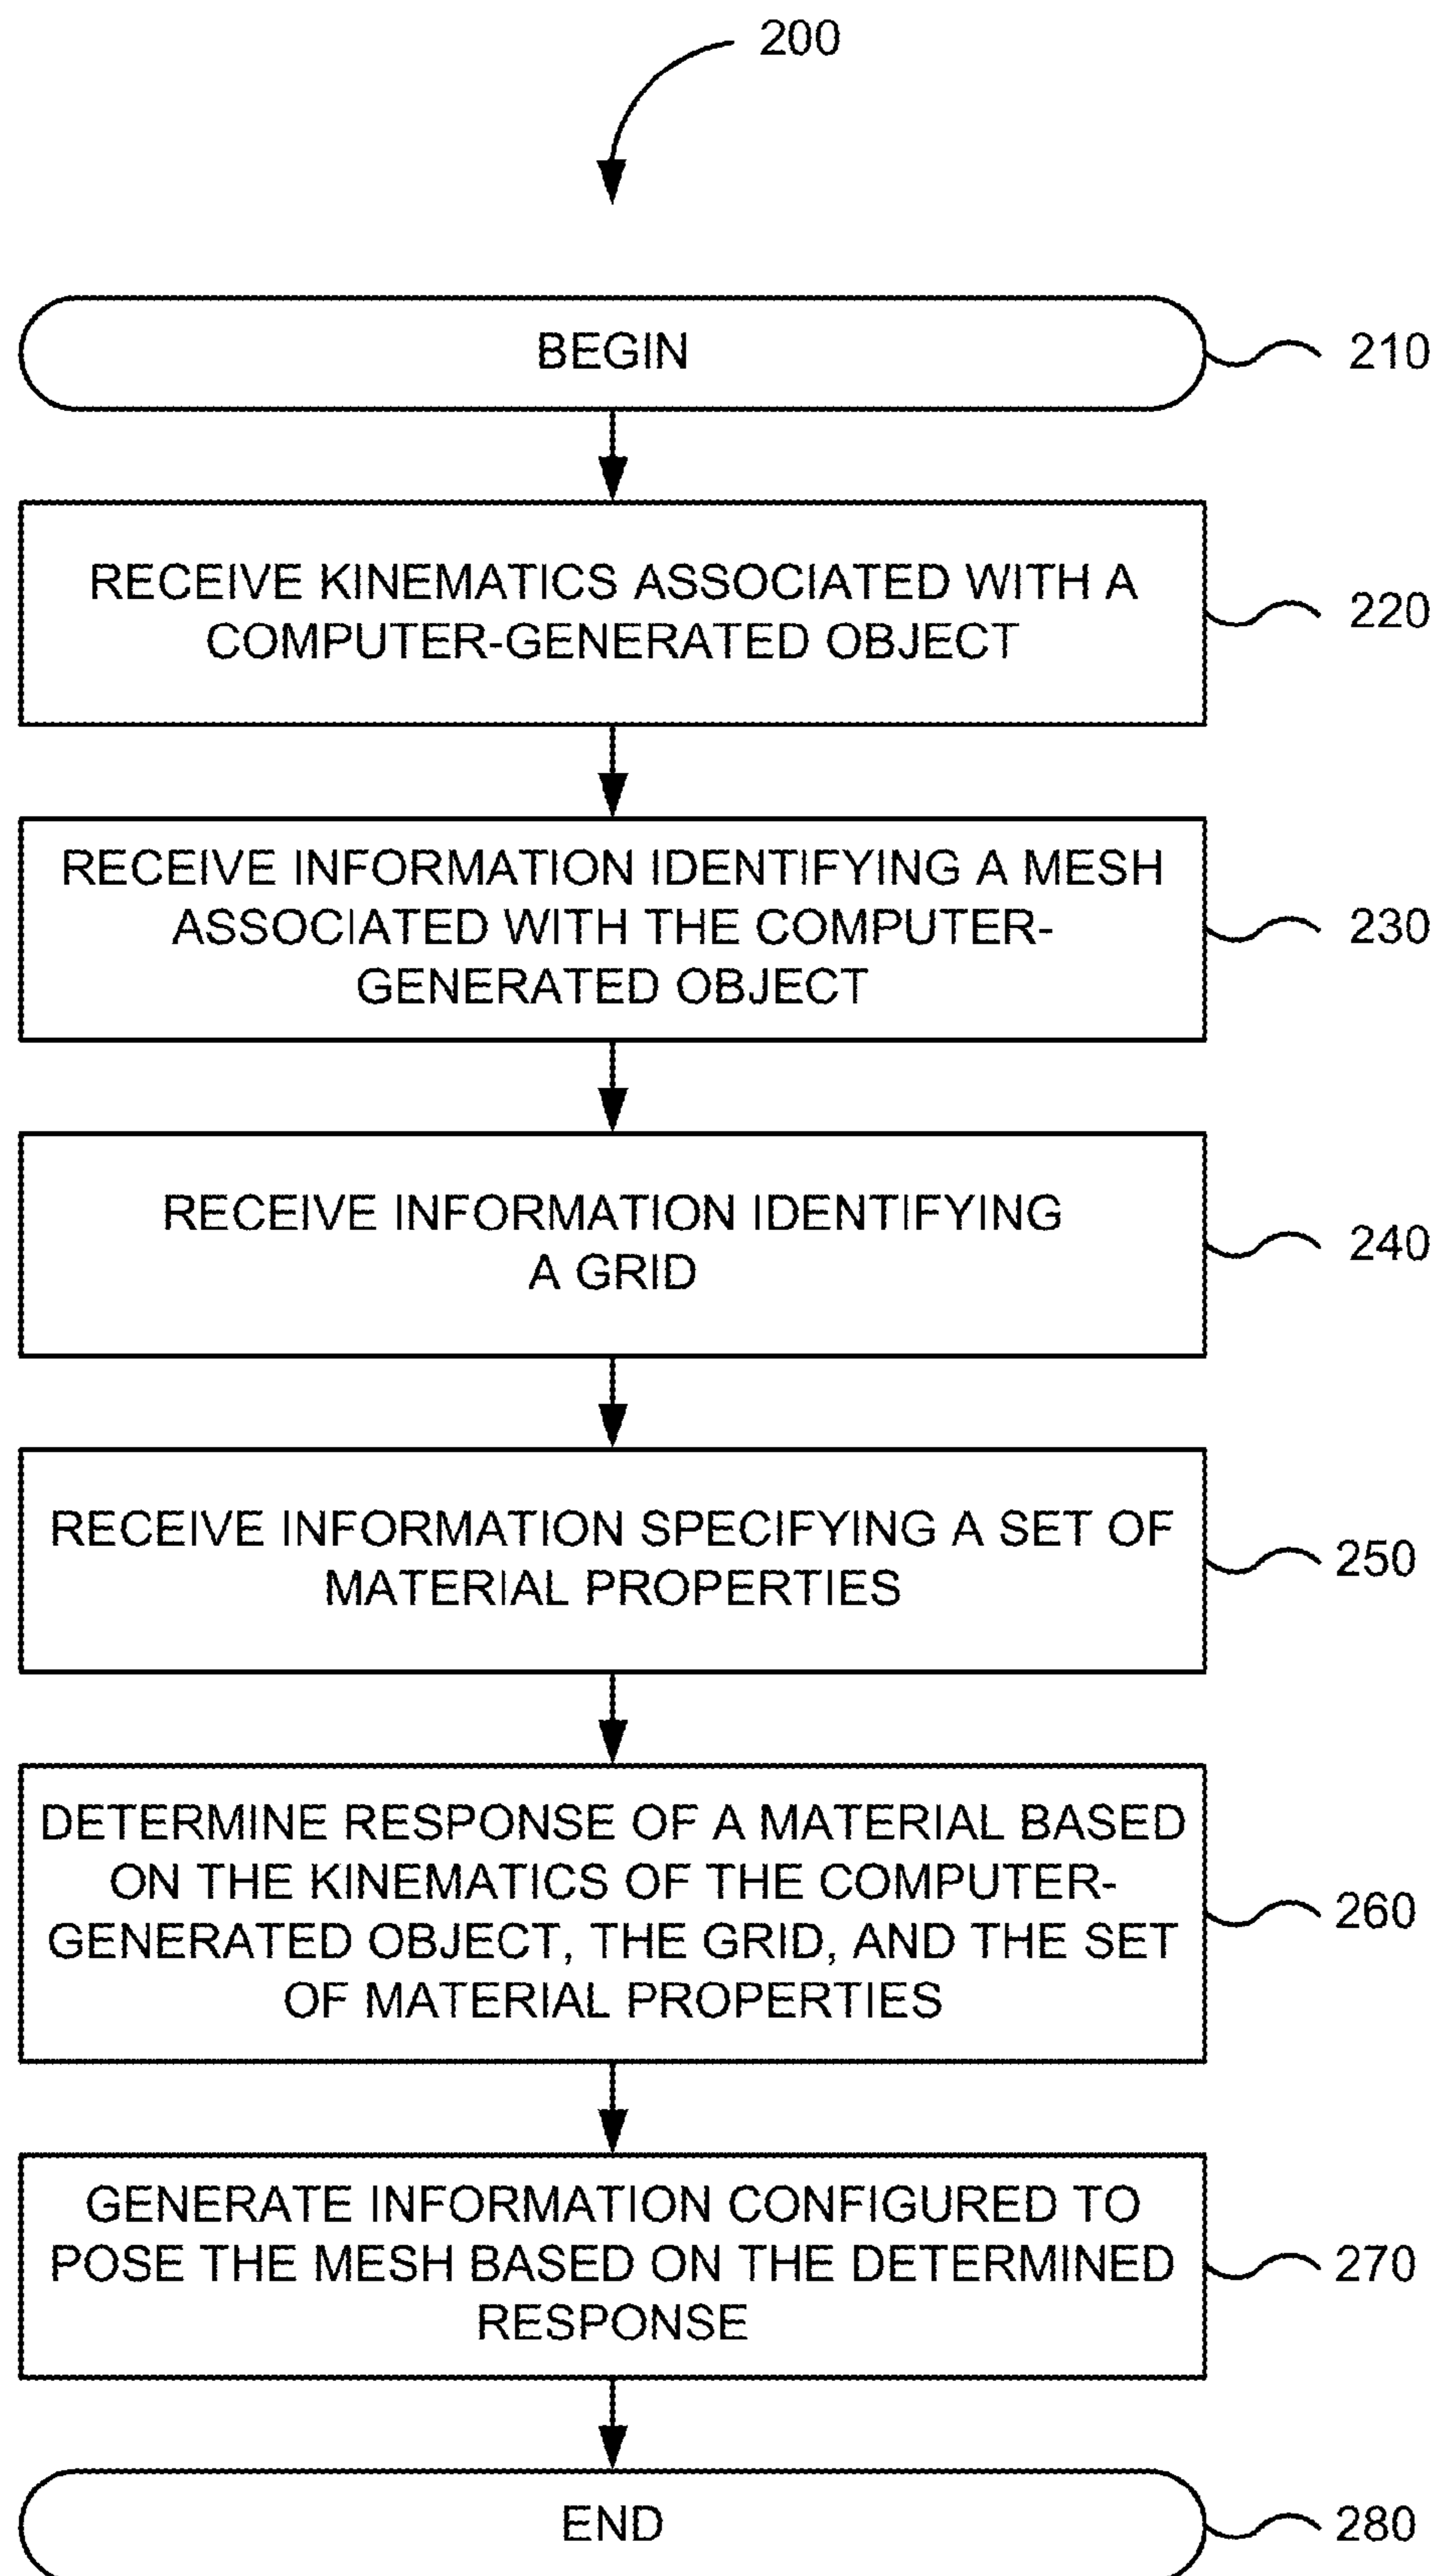 200
BEGIN
210
RECEIVE KINEMATICS ASSOCIATED WITH A
COMPUTER-GENERATED OBJECT
220
RECEIVE INFORMATION IDENTIFYING A MESH
ASSOCIATED WITH THE COMPUTER-
GENERATED OBJECT
230
RECEIVE INFORMATION IDENTIFYING
A GRID
240
RECEIVE INFORMATION SPECIFYING A SET OF
MATERIAL PROPERTIES
250
DETERMINE RESPONSE OF A MATERIAL BASED
ON THE KINEMATICS OF THE COMPUTER-
GENERATED OBJECT, THE GRID, AND THE SET
OF MATERIAL PROPERTIES
260
GENERATE INFORMATION CONFIGURED TO
POSE THE MESH BASED ON THE DETERMINED
RESPONSE
270
END
280